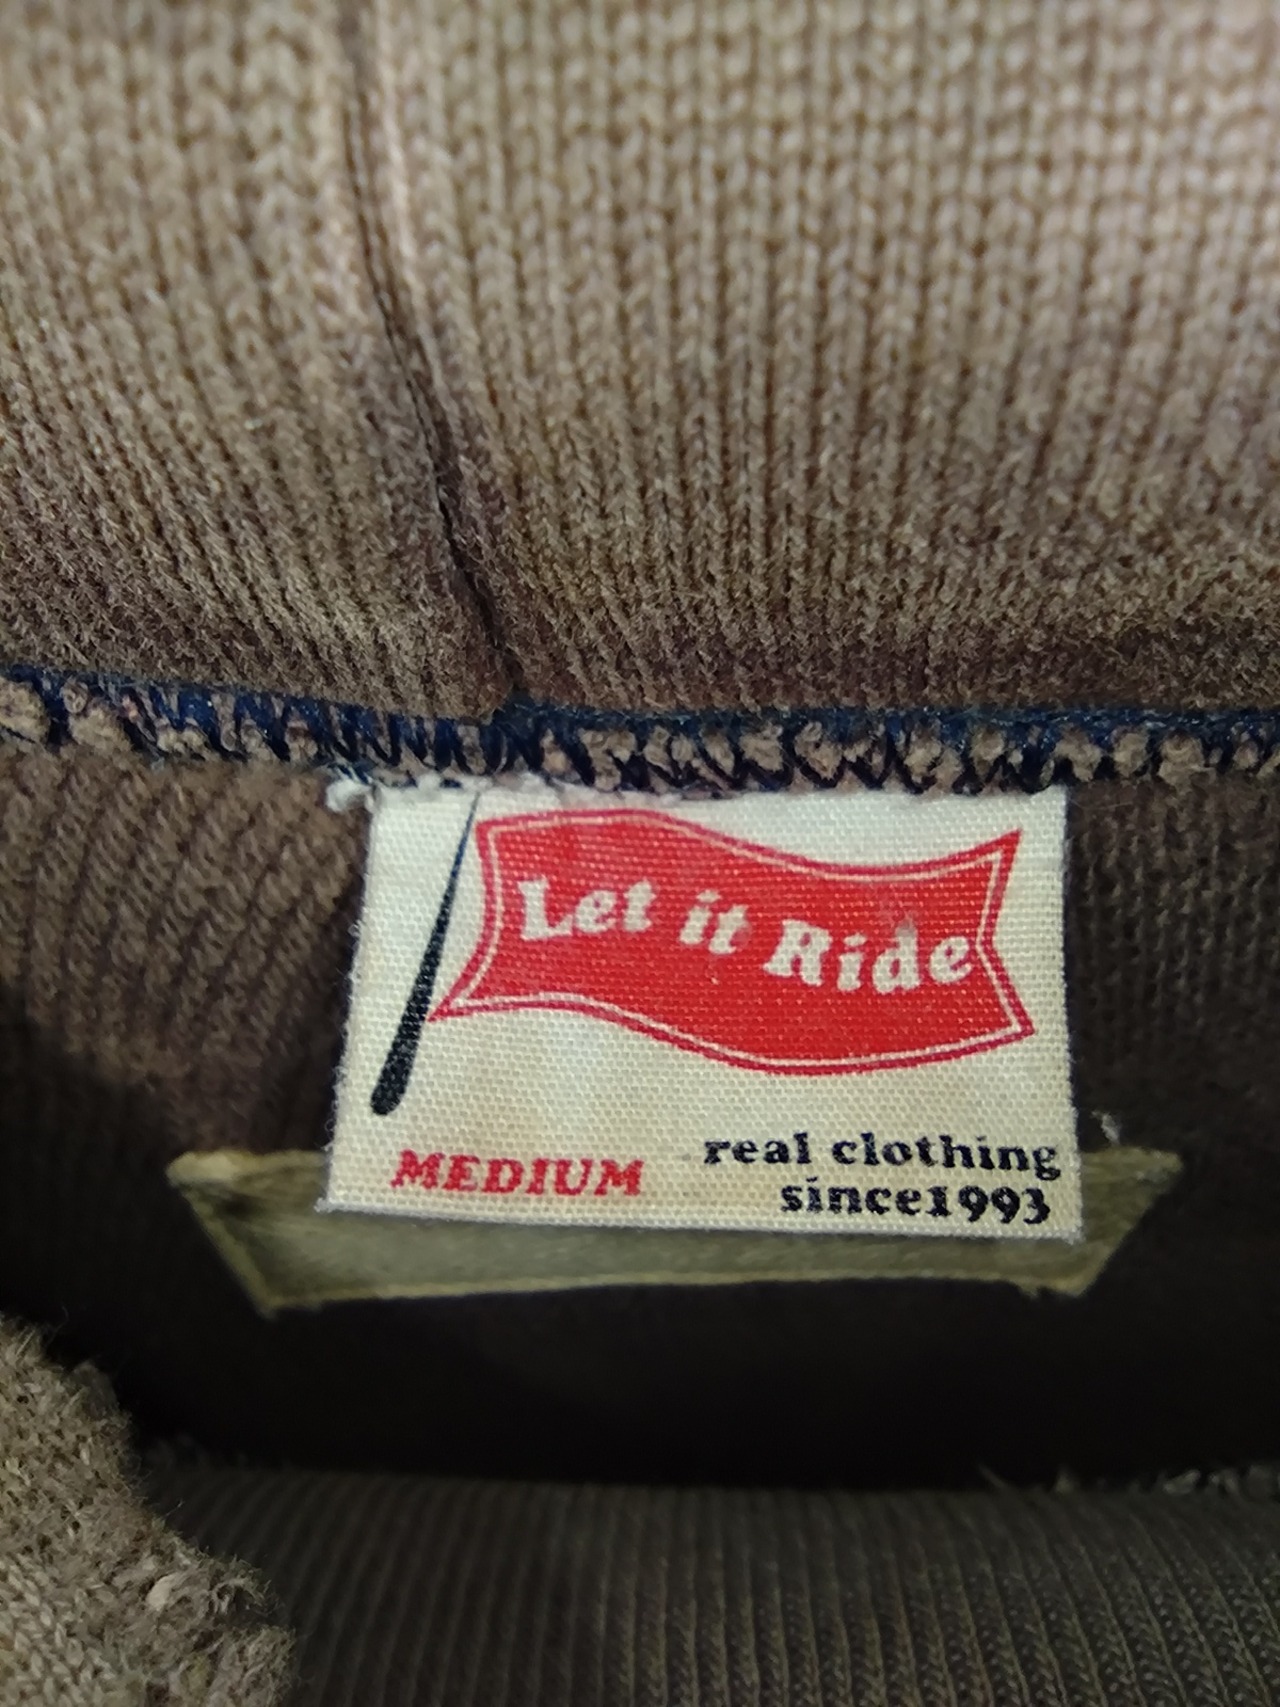 Let it Ride
MEDIUM
real clothing
since1993